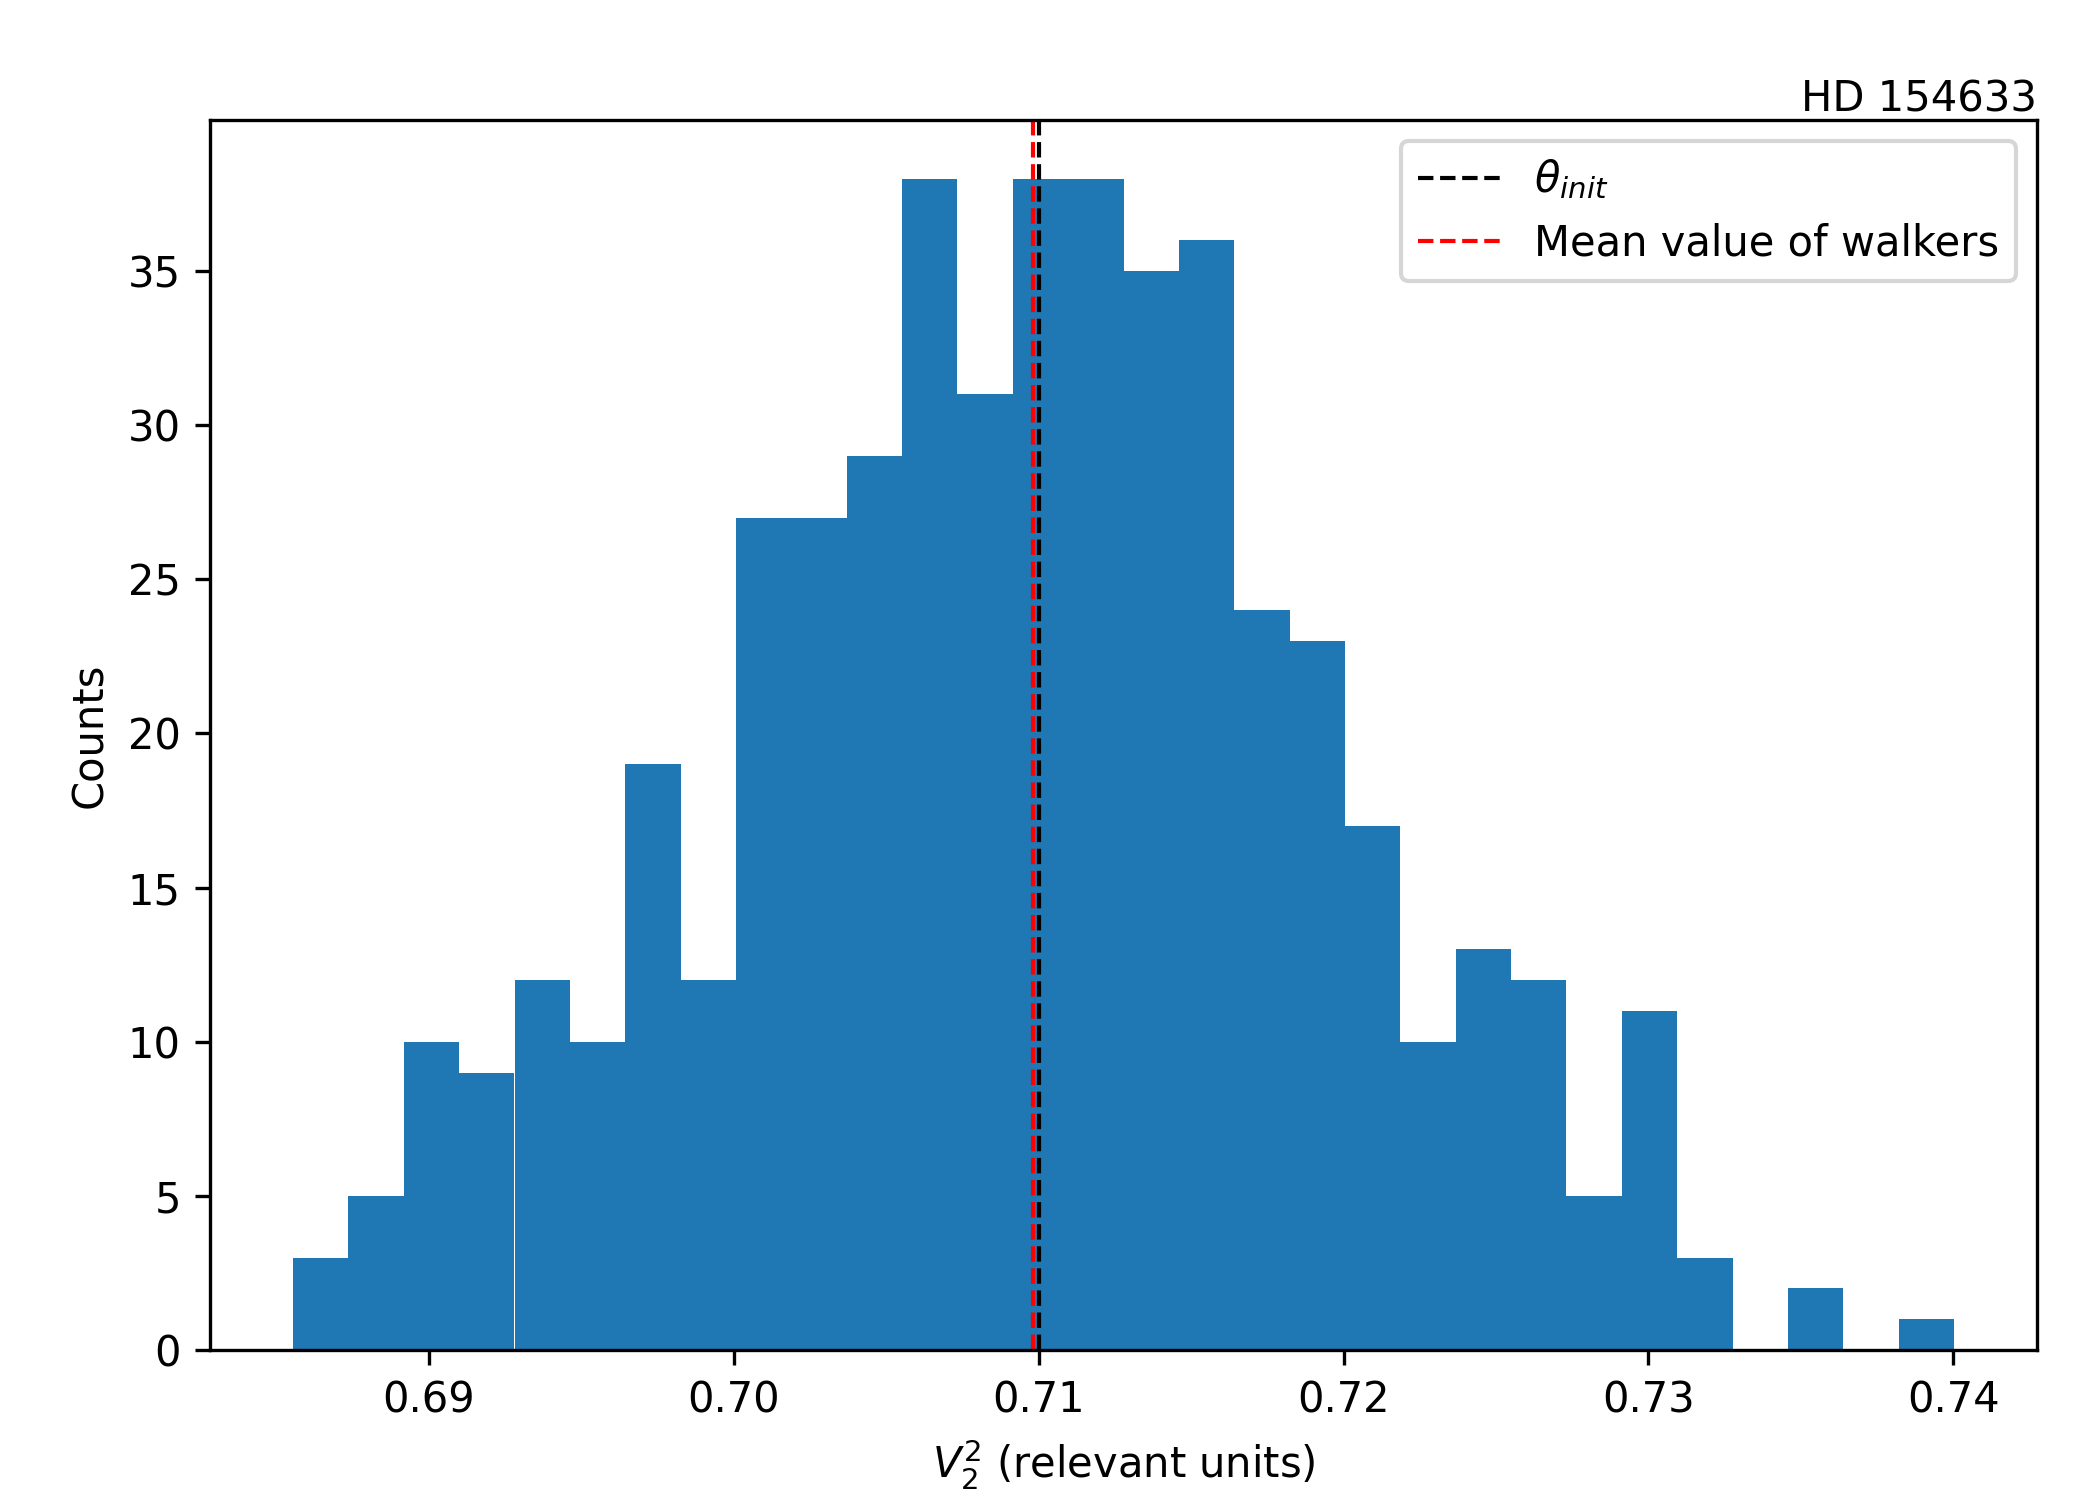 HD 154633
θinit
Mean value of walkers
35
30
25
20
15
10
5
0
Counts
0.69 0.70 0.71 0.72 0.73 0.74
V₂² (relevant units)